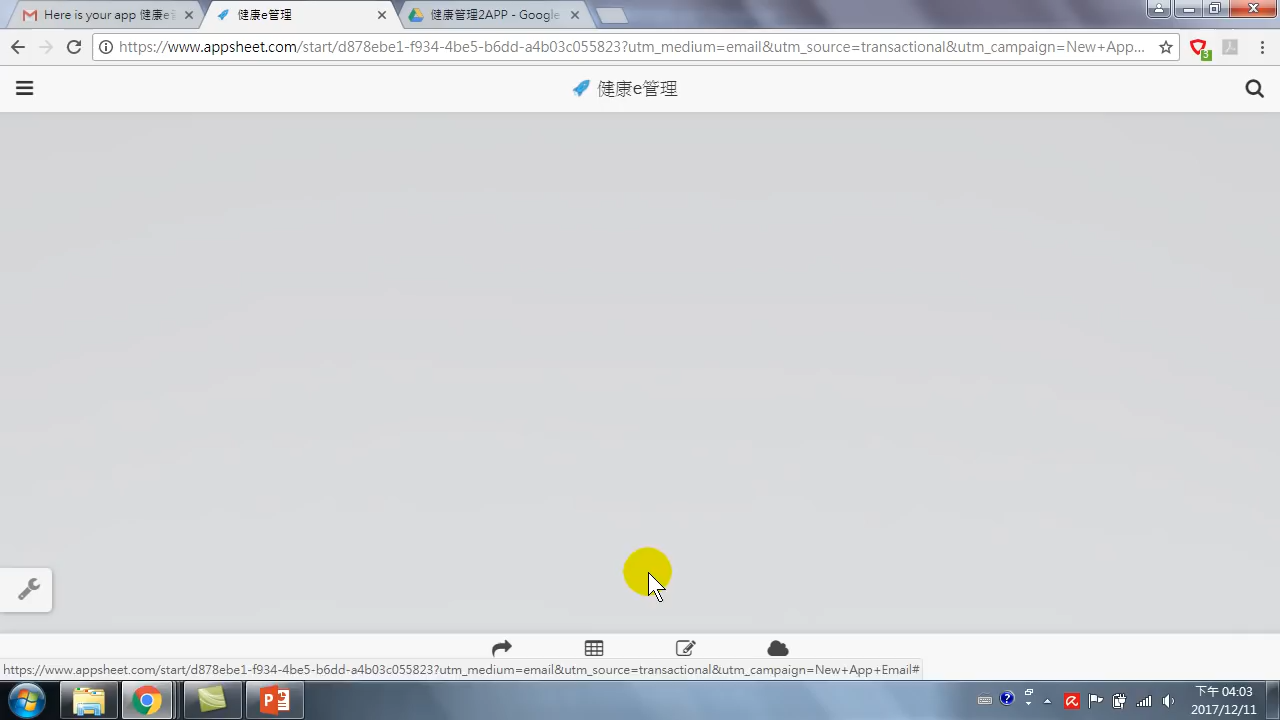 Here is your app 健康e
健康e管理
健康管理2APP - Google
https://www.appsheet.com/start/d878ebe1-f934-4be5-b6dd-a4b03c055823?utm_medium=email&utm_source=transactional&utm_campaign=New+App...
3
健康e管理
https://www.appsheet.com/start/d878ebe1-f934-4be5-b6dd-a4b03c055823?utm_medium=email&utm_source=transactional&utm_campaign=New+App+Email#
下午 04:03
2017/12/11